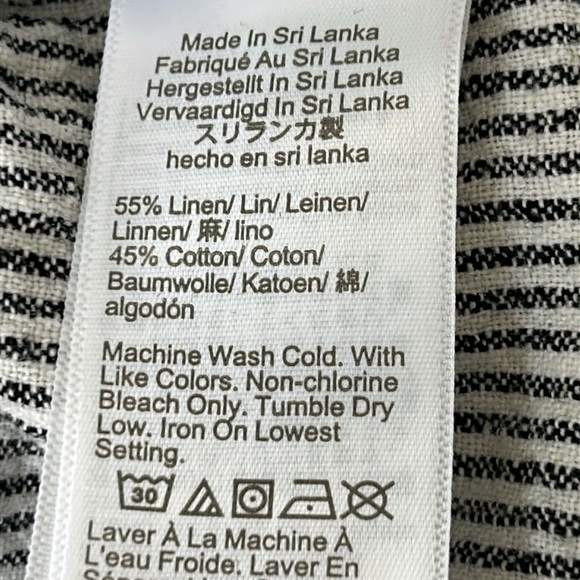 Made In Sri Lanka
Fabriqué Au Sri Lanka
Hergestellt In Sri Lanka
Vervaardigd In Sri Lanka
スリランカ製
hecho en sri lanka
55% Linen/ Lin/ Leinen/
Linnen/ 麻/ lino
45% Cotton/ Coton/
Baumwolle/ Katoen/ 綿/
algodón
Machine Wash Cold. With
Like Colors. Non-chlorine
Bleach Only. Tumble Dry
Low. Iron On Lowest
Setting.
30
Laver À La Machine À
L'eau Froide. Laver En